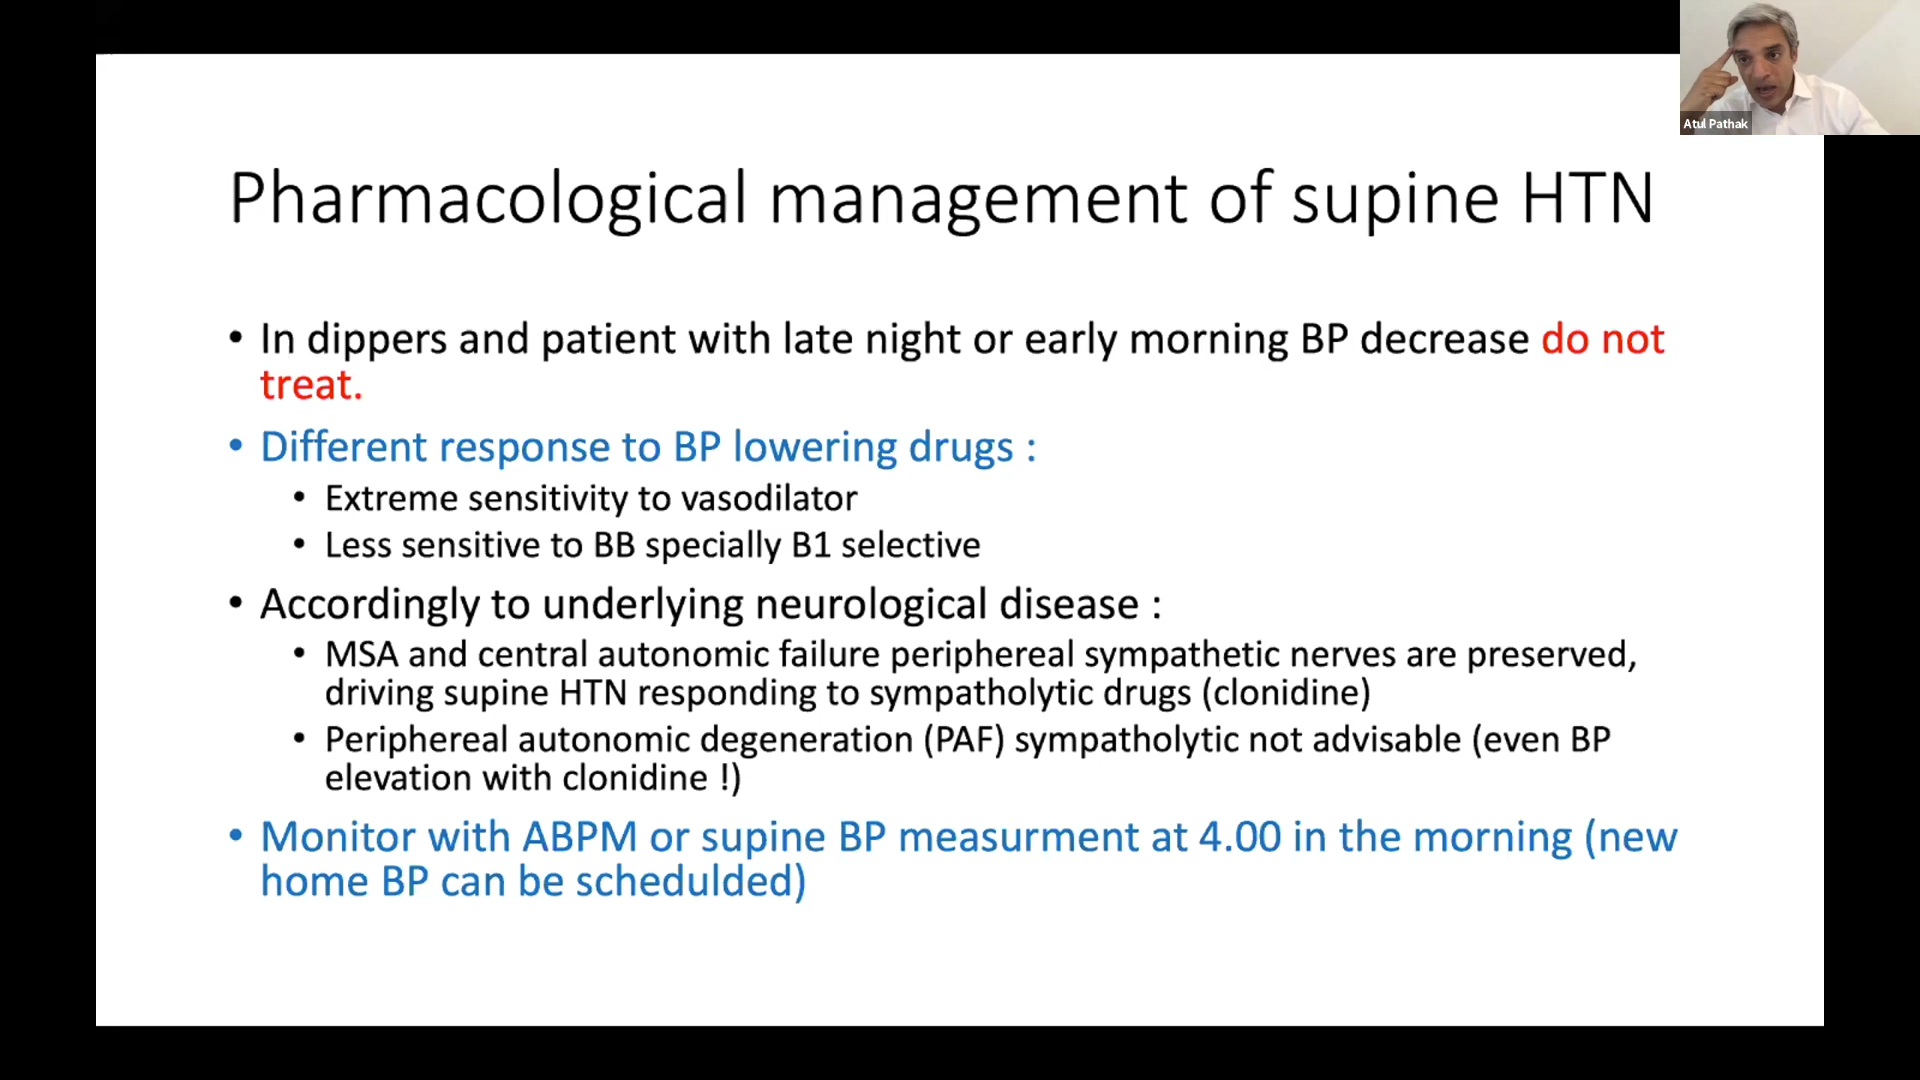 Atul Pathak
Pharmacological management of supine HTN
• In dippers and patient with late night or early morning BP decrease do not
treat.
• Different response to BP lowering drugs :
• Extreme sensitivity to vasodilator
• Less sensitive to BB specially B1 selective
• Accordingly to underlying neurological disease :
• MSA and central autonomic failure periphereal sympathetic nerves are preserved,
driving supine HTN responding to sympatholytic drugs (clonidine)
• Periphereal autonomic degeneration (PAF) sympatholytic not advisable (even BP
elevation with clonidine !)
• Monitor with ABPM or supine BP measurment at 4.00 in the morning (new
home BP can be schedulded)